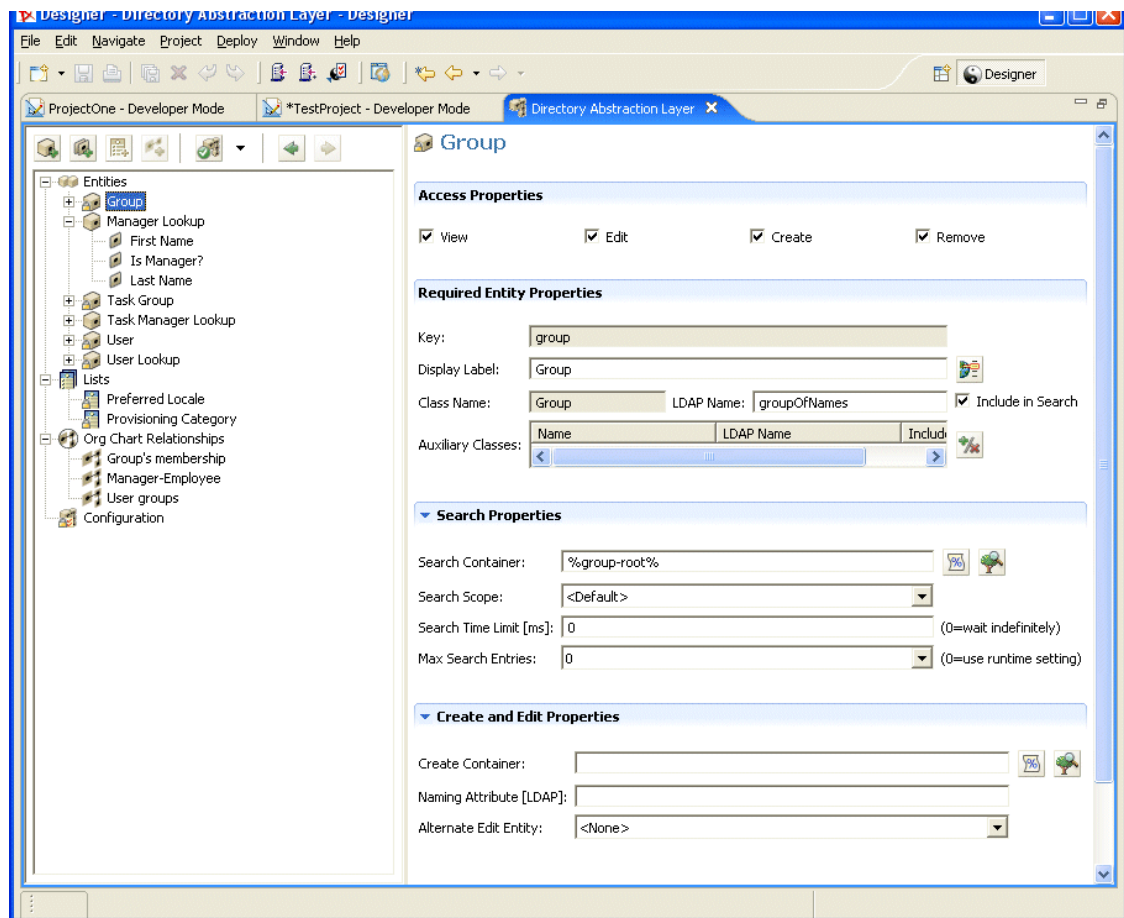 Designer - Directory Abstraction Layer - Designer
File Edit Navigate Project Deploy Window Help
Designer
ProjectOne - Developer Mode *TestProject - Developer Mode Directory Abstraction Layer
Group
Entities
Group
Manager Lookup
First Name
Is Manager?
Last Name
Task Group
Task Manager Lookup
User
User Lookup
Lists
Preferred Locale
Provisioning Category
Org Chart Relationships
Group's membership
Manager-Employee
User groups
Configuration
Access Properties
View Edit Create Remove
Required Entity Properties
Key: group
Display Label: Group
Class Name: Group LDAP Name: groupOfNames Include in Search
Auxiliary Classes: Name LDAP Name Includ
Search Properties
Search Container: %group-root%
Search Scope: <Default>
Search Time Limit [ms]: 0 (0=wait indefinitely)
Max Search Entries: 0 (0=use runtime setting)
Create and Edit Properties
Create Container:
Naming Attribute [LDAP]:
Alternate Edit Entity: <None>